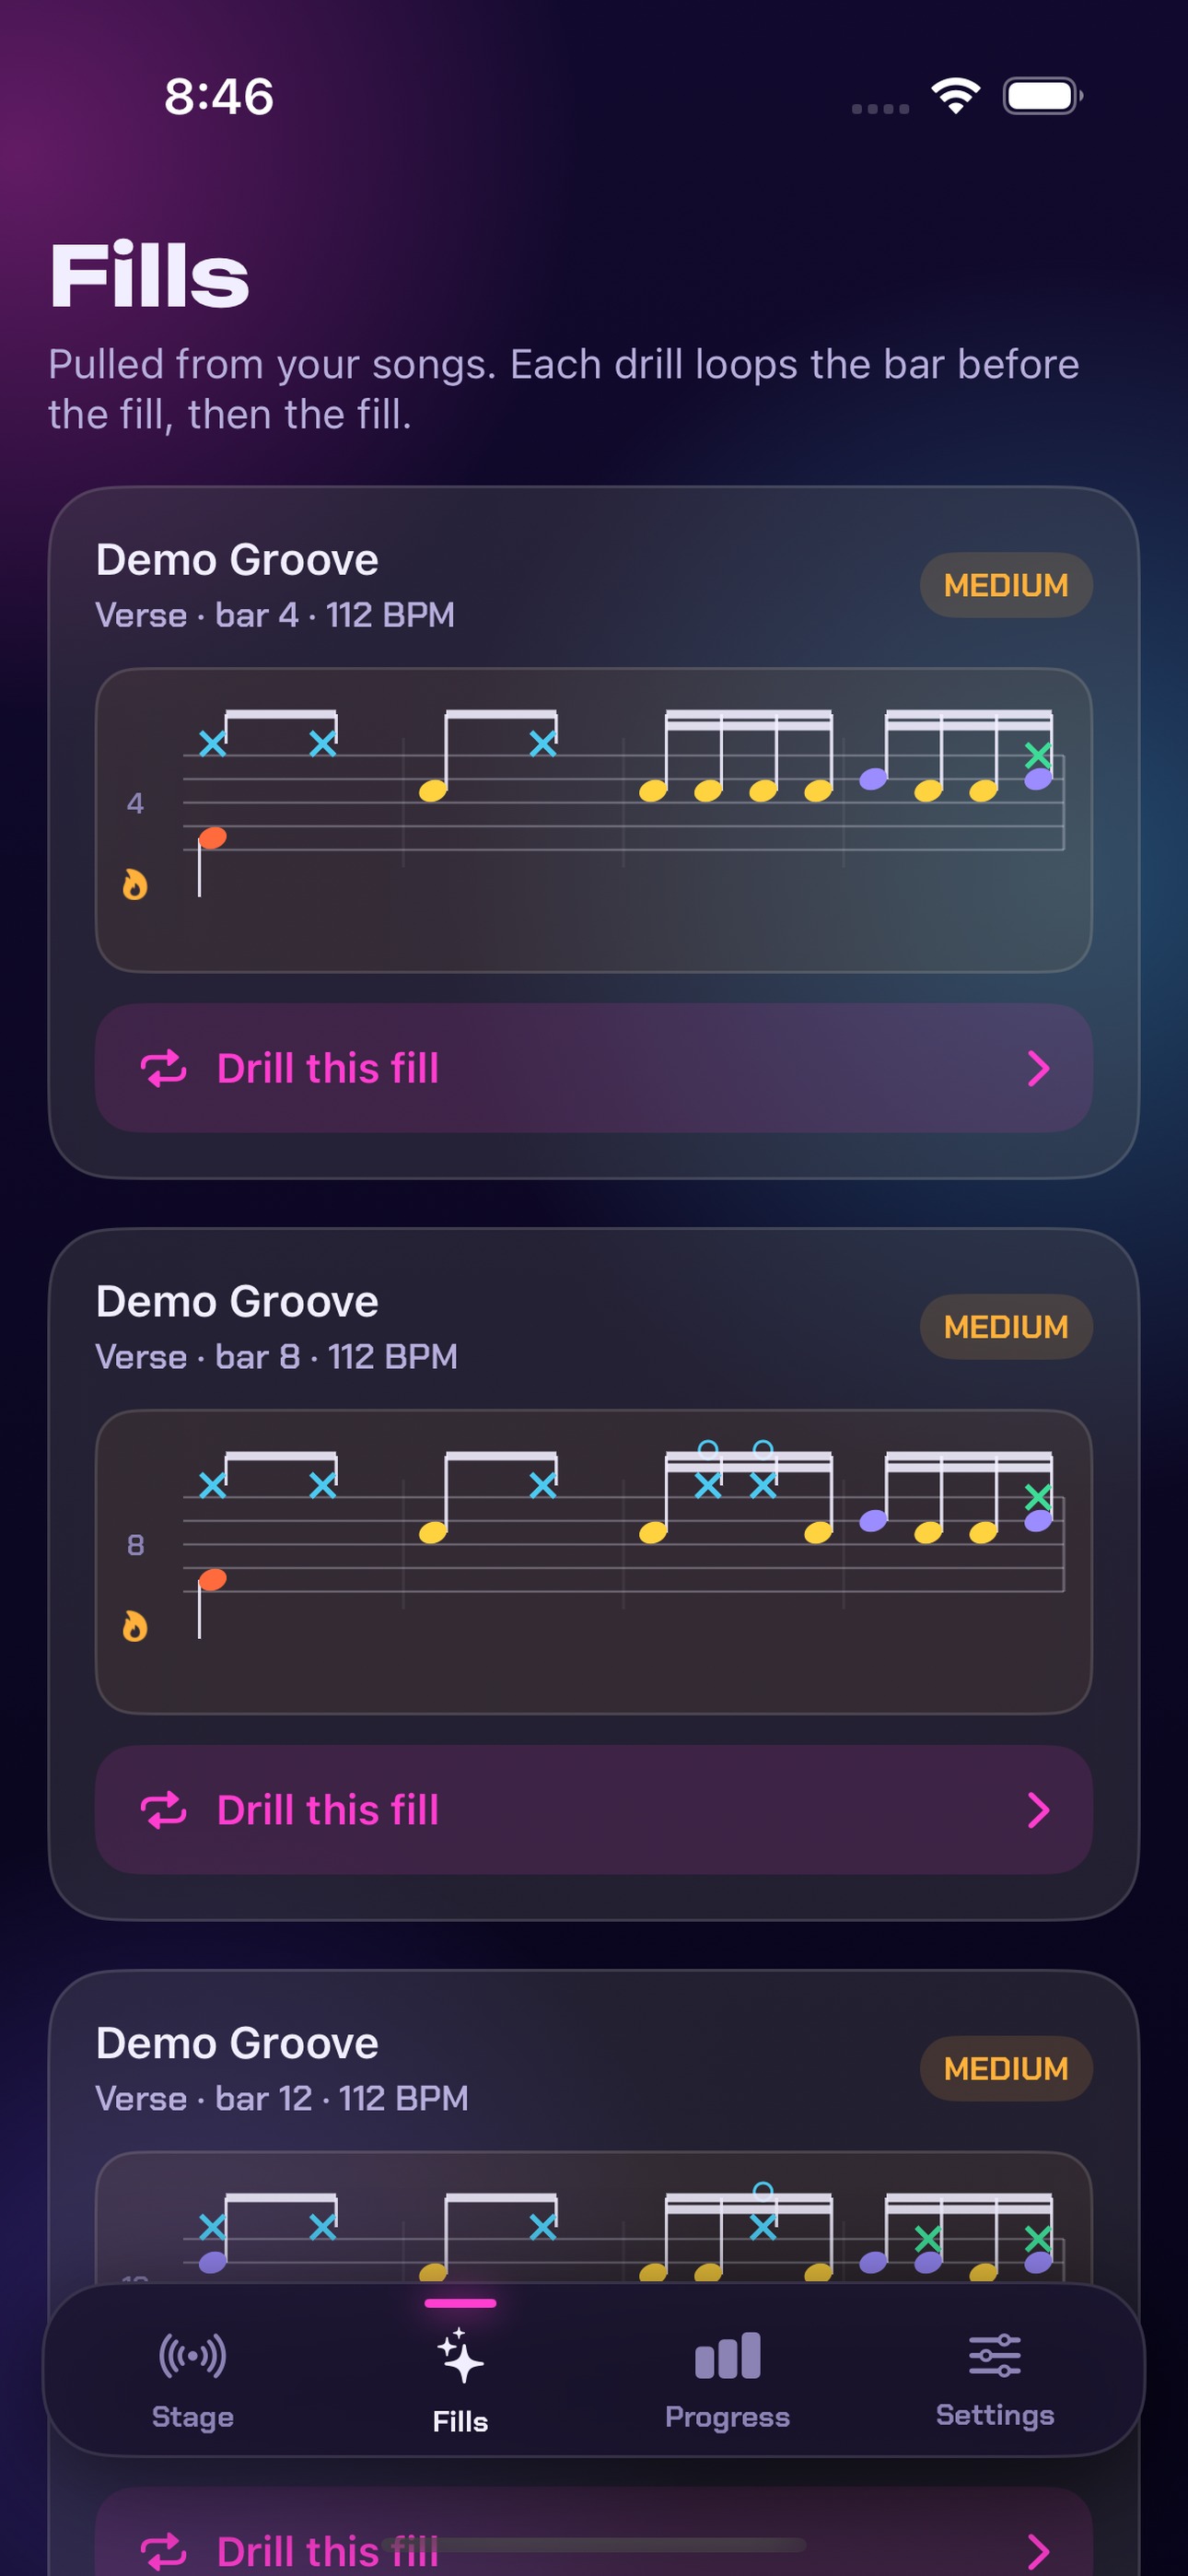 8:46
Fills
Pulled from your songs. Each drill loops the bar before
the fill, then the fill.
Demo Groove
MEDIUM
Verse · bar 4 · 112 BPM
4
Drill this fill
Demo Groove
MEDIUM
Verse · bar 8 · 112 BPM
8
Drill this fill
Demo Groove
MEDIUM
Verse · bar 12 · 112 BPM
Stage
Fills
Progress
Settings
Drill this fill